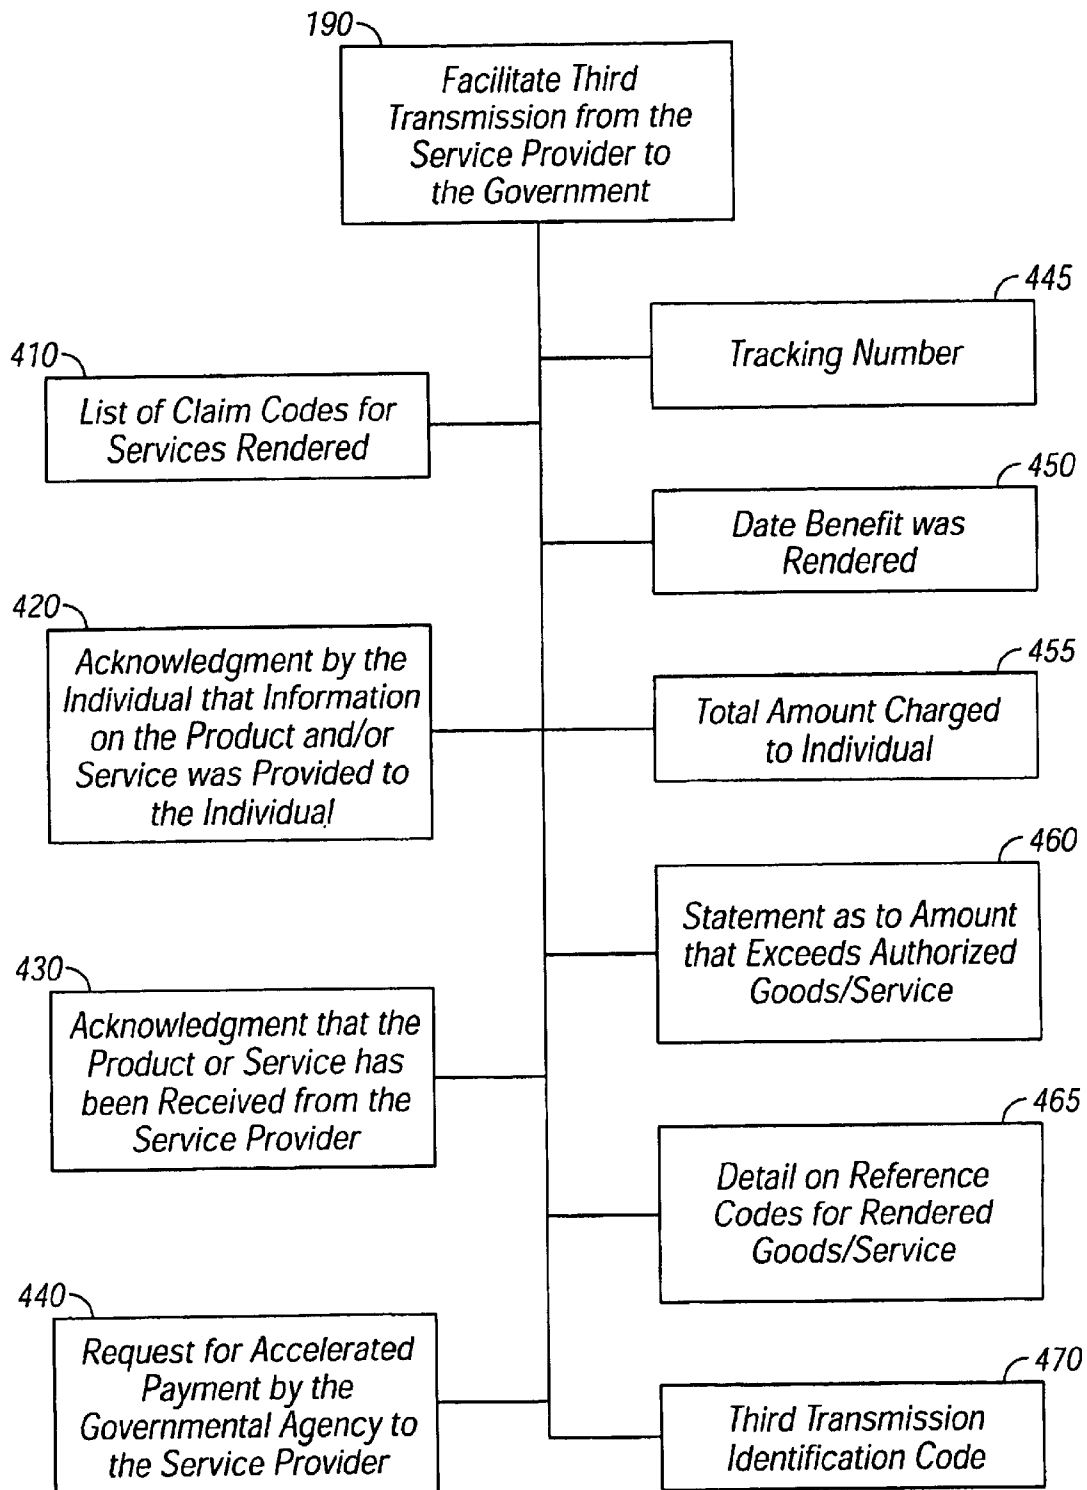 190
Facilitate Third
Transmission from the
Service Provider to
the Government
445
Tracking Number
410
List of Claim Codes for
Services Rendered
450
Date Benefit was
Rendered
420
Acknowledgment by the
Individual that Information
on the Product and/or
Service was Provided to
the Individual
455
Total Amount Charged
to Individual
460
Statement as to Amount
that Exceeds Authorized
Goods/Service
430
Acknowledgment that the
Product or Service has
been Received from the
Service Provider
465
Detail on Reference
Codes for Rendered
Goods/Service
440
Request for Accelerated
Payment by the
Governmental Agency to
the Service Provider
470
Third Transmission
Identification Code